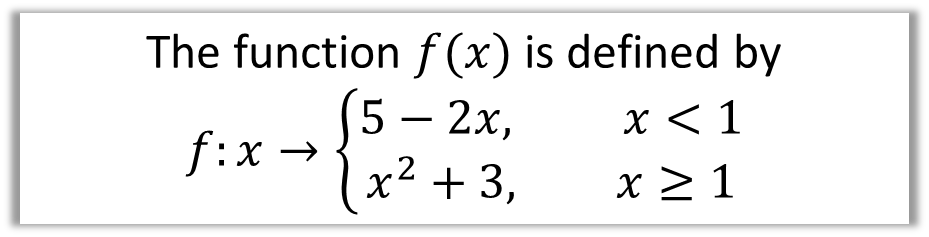 The function f(x) is defined by
f: x → { 5 − 2x, x < 1
x² + 3, x ≥ 1